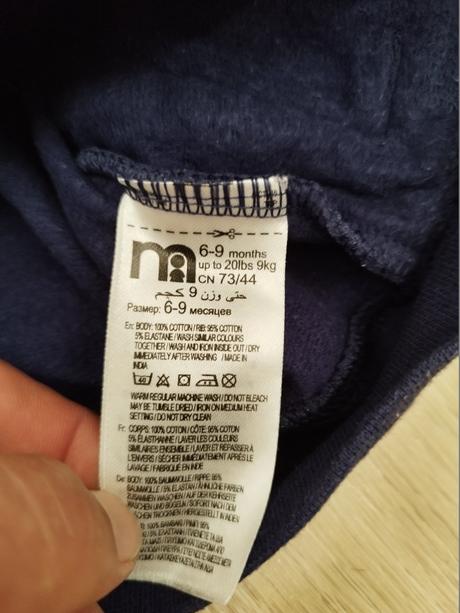 m
6-9 months
up to 20lbs 9kg
CN 73/44
حتى وزن 9 كجم
Размер: 6-9 месяцев
En: BODY: 100% COTTON / RIB: 95% COTTON
5% ELASTANE / WASH SIMILAR COLOURS
TOGETHER / WASH AND IRON INSIDE OUT / DRY
IMMEDIATELY AFTER WASHING / MADE IN
INDIA
40
WARM REGULAR MACHINE WASH / DO NOT BLEACH
MAY BE TUMBLE DRIED / IRON ON MEDIUM HEAT
SETTING / DO NOT DRY CLEAN
Fr: CORPS: 100% COTON / CÔTE: 95% COTON
5% ÉLASTHANNE / LAVER LES COULEURS
SIMILAIRES ENSEMBLE / LAVER ET REPASSER À
L'ENVERS / SÉCHER IMMÉDIATEMENT APRÈS LE
LAVAGE / FABRIQUÉ EN INDE
De: BODY: 100% BAUMWOLLE / RIPPE: 95%
BAUMWOLLE / 5% ELASTAN / ÄHNLICHE FARBEN
ZUSAMMEN WASCHEN / AUF DER KEHRSEITE
WASCHEN UND BÜGELN / SOFORT NACH DEM
WASCHEN TROCKNEN / HERGESTELLT IN INDIEN
100% ΒΑΜΒΑΚΙ / ΡΙΜΠ: 95%